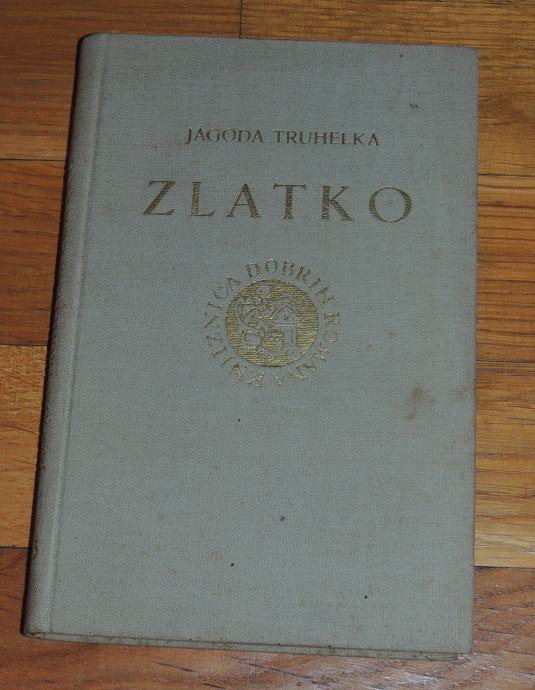 JAGODA TRUHELKA
ZLATKO
KNJIŽNICA DOBRIH ROMANA